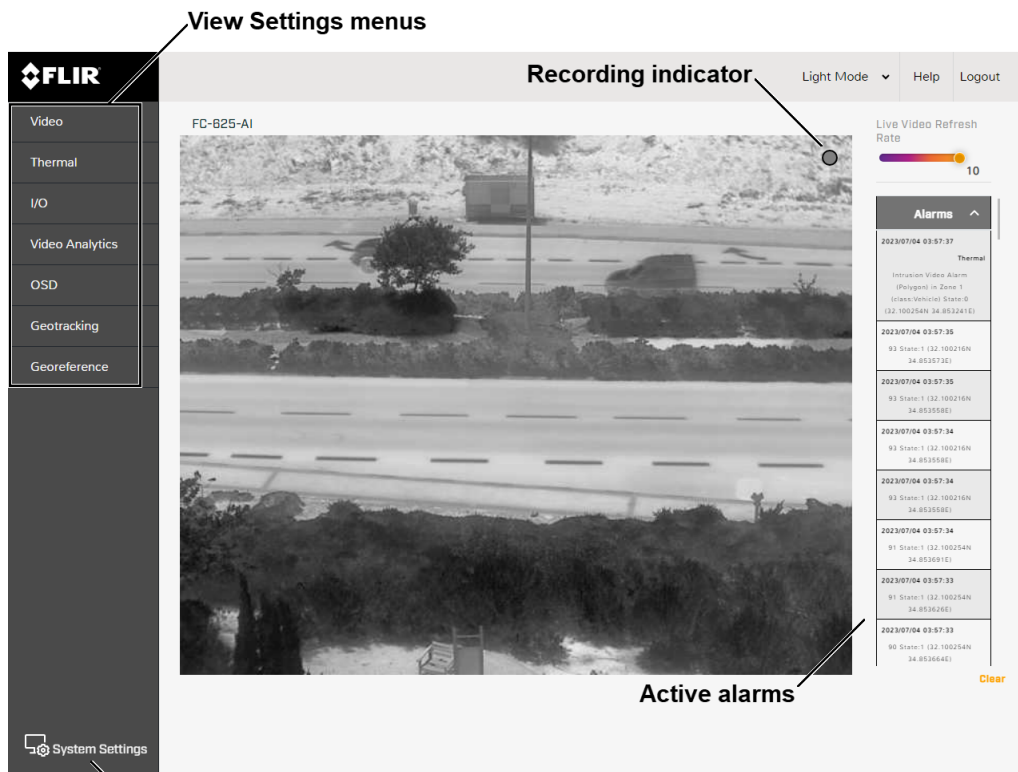 View Settings menus
FLIR
Recording indicator
Light Mode
Help
Logout
Video
Thermal
I/O
Video Analytics
OSD
Geotracking
Georeference
FC-625-AI
Live Video Refresh
Rate
10
Alarms
2023/07/04 03:57:37
Thermal
Intrusion Video Alarm
(Polygon) in Zone 1
(class:Vehicle) State:0
(32.100254N 34.853241E)
2023/07/04 03:57:35
93 State:1 (32.100216N
34.853573E)
2023/07/04 03:57:35
93 State:1 (32.100216N
34.853558E)
2023/07/04 03:57:34
93 State:1 (32.100216N
34.853558E)
2023/07/04 03:57:34
93 State:1 (32.100216N
34.853558E)
2023/07/04 03:57:34
91 State:1 (32.100254N
34.853691E)
2023/07/04 03:57:33
91 State:1 (32.100254N
34.853626E)
2023/07/04 03:57:33
90 State:1 (32.100254N
34.853664E)
Clear
Active alarms
System Settings